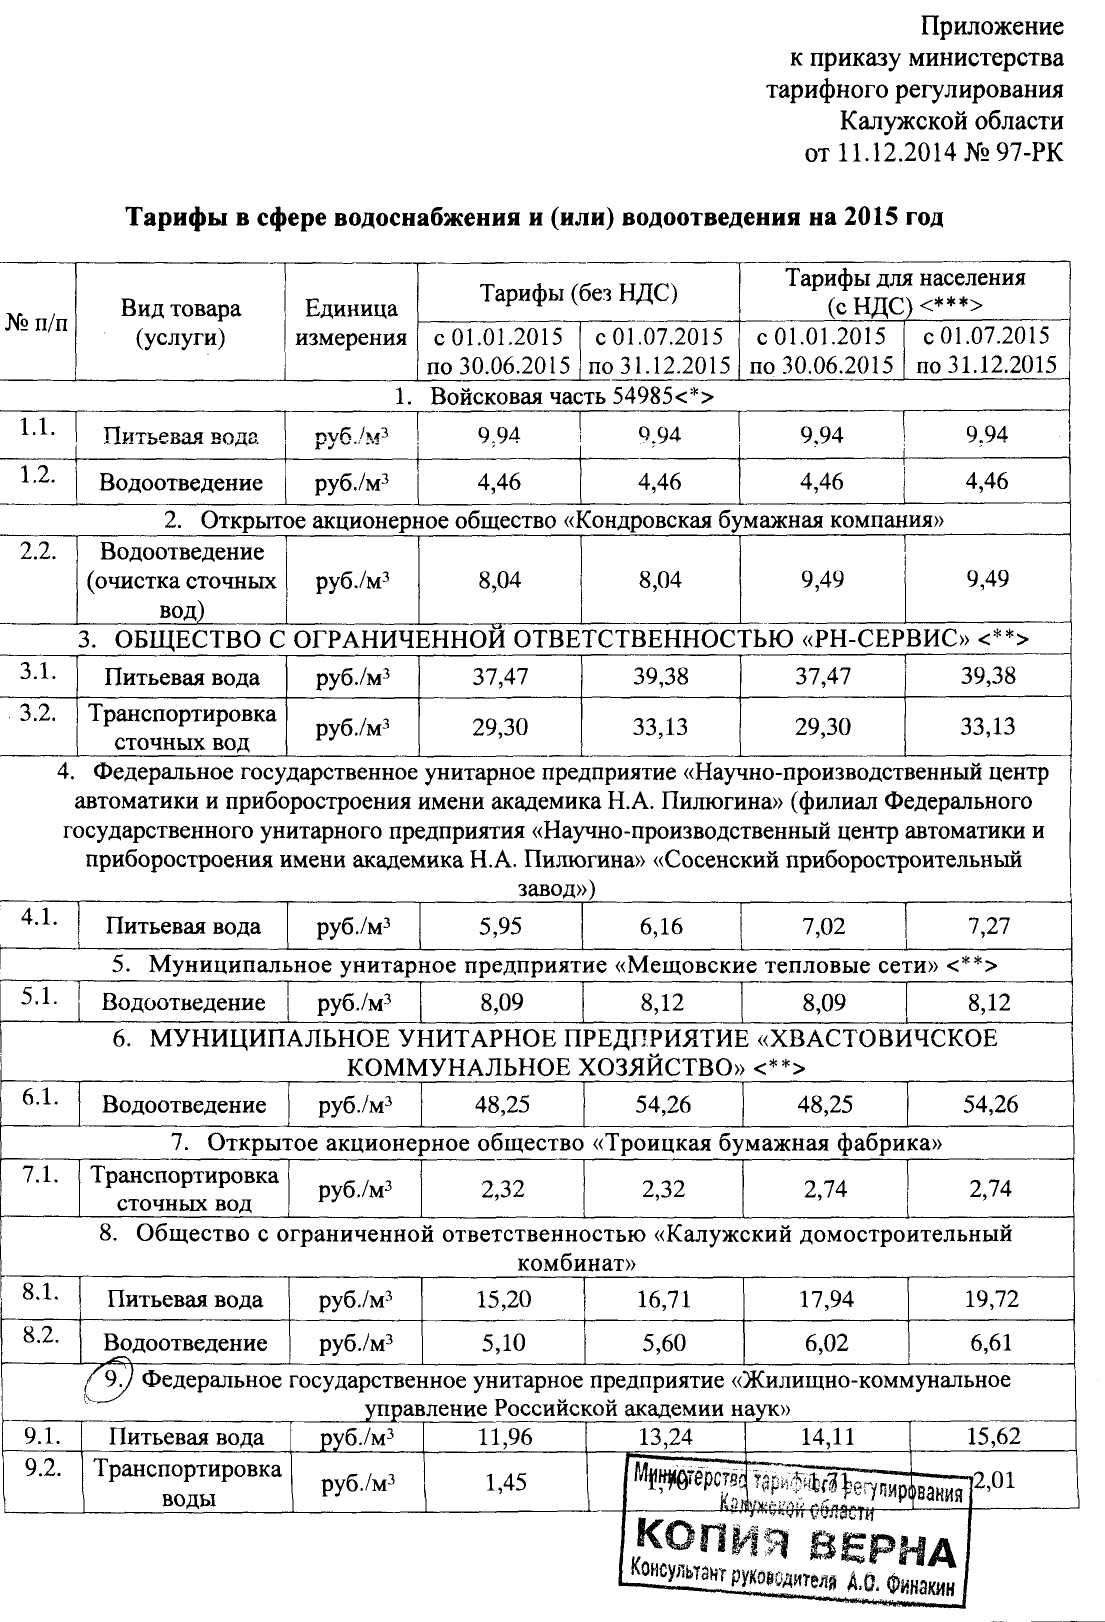 Приложение
к приказу министерства
тарифного регулирования
Калужской области
от 11.12.2014 № 97-РК
Тарифы в сфере водоснабжения и (или) водоотведения на 2015 год
№ п/п Вид товара (услуги) Единица измерения Тарифы (без НДС) Тарифы для населения (с НДС) <***>
с 01.01.2015 по 30.06.2015 с 01.07.2015 по 31.12.2015 с 01.01.2015 по 30.06.2015 с 01.07.2015 по 31.12.2015
1. Войсковая часть 54985<*>
1.1. Питьевая вода руб./м³ 9,94 9,94 9,94 9,94
1.2. Водоотведение руб./м³ 4,46 4,46 4,46 4,46
2. Открытое акционерное общество «Кондровская бумажная компания»
2.2. Водоотведение (очистка сточных вод) руб./м³ 8,04 8,04 9,49 9,49
3. ОБЩЕСТВО С ОГРАНИЧЕННОЙ ОТВЕТСТВЕННОСТЬЮ «РН-СЕРВИС» <**>
3.1. Питьевая вода руб./м³ 37,47 39,38 37,47 39,38
3.2. Транспортировка сточных вод руб./м³ 29,30 33,13 29,30 33,13
4. Федеральное государственное унитарное предприятие «Научно-производственный центр
автоматики и приборостроения имени академика Н.А. Пилюгина» (филиал Федерального
государственного унитарного предприятия «Научно-производственный центр автоматики и
приборостроения имени академика Н.А. Пилюгина» «Сосенский приборостроительный
завод»)
4.1. Питьевая вода руб./м³ 5,95 6,16 7,02 7,27
5. Муниципальное унитарное предприятие «Мещовские тепловые сети» <**>
5.1. Водоотведение руб./м³ 8,09 8,12 8,09 8,12
6. МУНИЦИПАЛЬНОЕ УНИТАРНОЕ ПРЕДПРИЯТИЕ «ХВАСТОВИЧСКОЕ
КОММУНАЛЬНОЕ ХОЗЯЙСТВО» <**>
6.1. Водоотведение руб./м³ 48,25 54,26 48,25 54,26
7. Открытое акционерное общество «Троицкая бумажная фабрика»
7.1. Транспортировка сточных вод руб./м³ 2,32 2,32 2,74 2,74
8. Общество с ограниченной ответственностью «Калужский домостроительный
комбинат»
8.1. Питьевая вода руб./м³ 15,20 16,71 17,94 19,72
8.2. Водоотведение руб./м³ 5,10 5,60 6,02 6,61
9. Федеральное государственное унитарное предприятие «Жилищно-коммунальное
управление Российской академии наук»
9.1. Питьевая вода руб./м³ 11,96 13,24 14,11 15,62
9.2. Транспортировка воды руб./м³ 1,45 1,71 2,01
Министерство тарифного регулирования
Калужской области
КОПИЯ ВЕРНА
Консультант руководителя А.О. Финакин